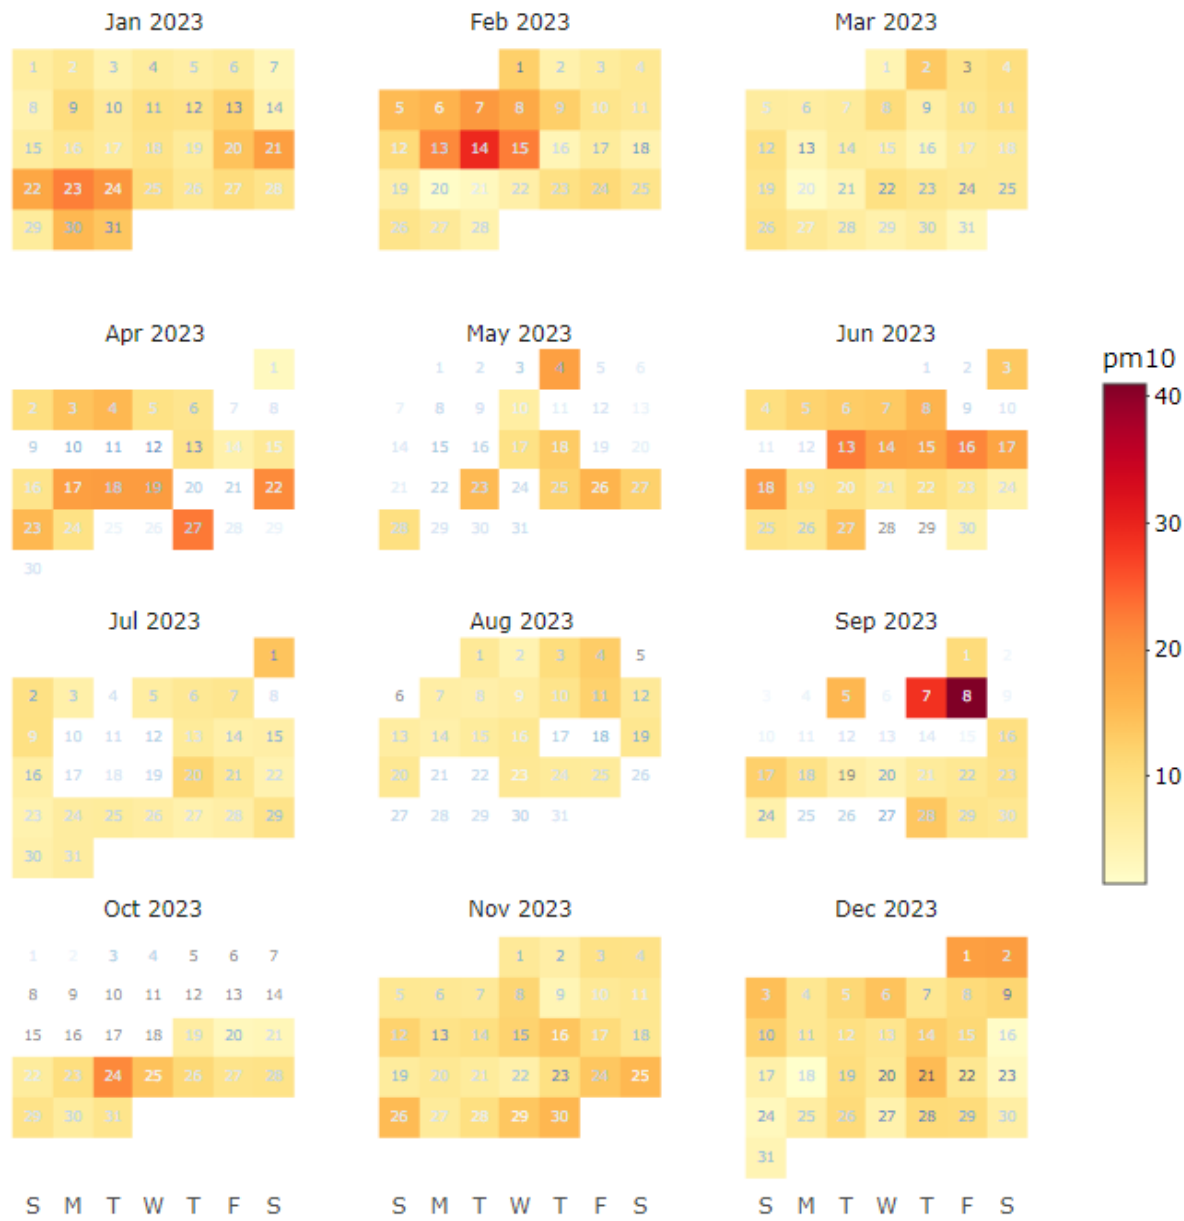 Jan 2023 Feb 2023 Mar 2023
1 2 3 4 5 6 7 1 2 3 4 1 2 3 4
8 9 10 11 12 13 14 5 6 7 8 9 10 11 5 6 7 8 9 10 11
15 16 17 18 19 20 21 12 13 14 15 16 17 18 12 13 14 15 16 17 18
22 23 24 25 26 27 28 19 20 21 22 23 24 25 19 20 21 22 23 24 25
29 30 31 26 27 28 26 27 28 29 30 31
Apr 2023 May 2023 Jun 2023
pm10
1 1 2 3 4 5 6 1 2 3
40
2 3 4 5 6 7 8 7 8 9 10 11 12 13 4 5 6 7 8 9 10
9 10 11 12 13 14 15 14 15 16 17 18 19 20 11 12 13 14 15 16 17
16 17 18 19 20 21 22 21 22 23 24 25 26 27 18 19 20 21 22 23 24
30
23 24 25 26 27 28 29 28 29 30 31 25 26 27 28 29 30
30
Jul 2023 Aug 2023 Sep 2023
20
1 1 2 3 4 5 1 2
2 3 4 5 6 7 8 6 7 8 9 10 11 12 3 4 5 6 7 8 9
9 10 11 12 13 14 15 13 14 15 16 17 18 19 10 11 12 13 14 15 16
10
16 17 18 19 20 21 22 20 21 22 23 24 25 26 17 18 19 20 21 22 23
23 24 25 26 27 28 29 27 28 29 30 31 24 25 26 27 28 29 30
30 31
Oct 2023 Nov 2023 Dec 2023
1 2 3 4 5 6 7 1 2 3 4 1 2
8 9 10 11 12 13 14 5 6 7 8 9 10 11 3 4 5 6 7 8 9
15 16 17 18 19 20 21 12 13 14 15 16 17 18 10 11 12 13 14 15 16
22 23 24 25 26 27 28 19 20 21 22 23 24 25 17 18 19 20 21 22 23
29 30 31 26 27 28 29 30 24 25 26 27 28 29 30
31
S M T W T F S S M T W T F S S M T W T F S